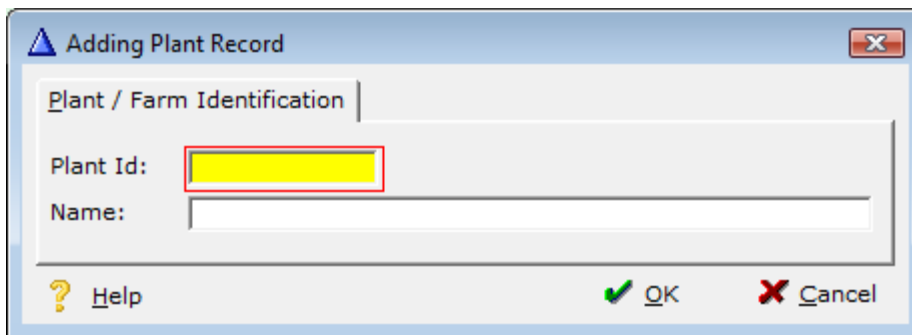 Adding Plant Record
Plant / Farm Identification
Plant Id:
Name:
Help OK Cancel